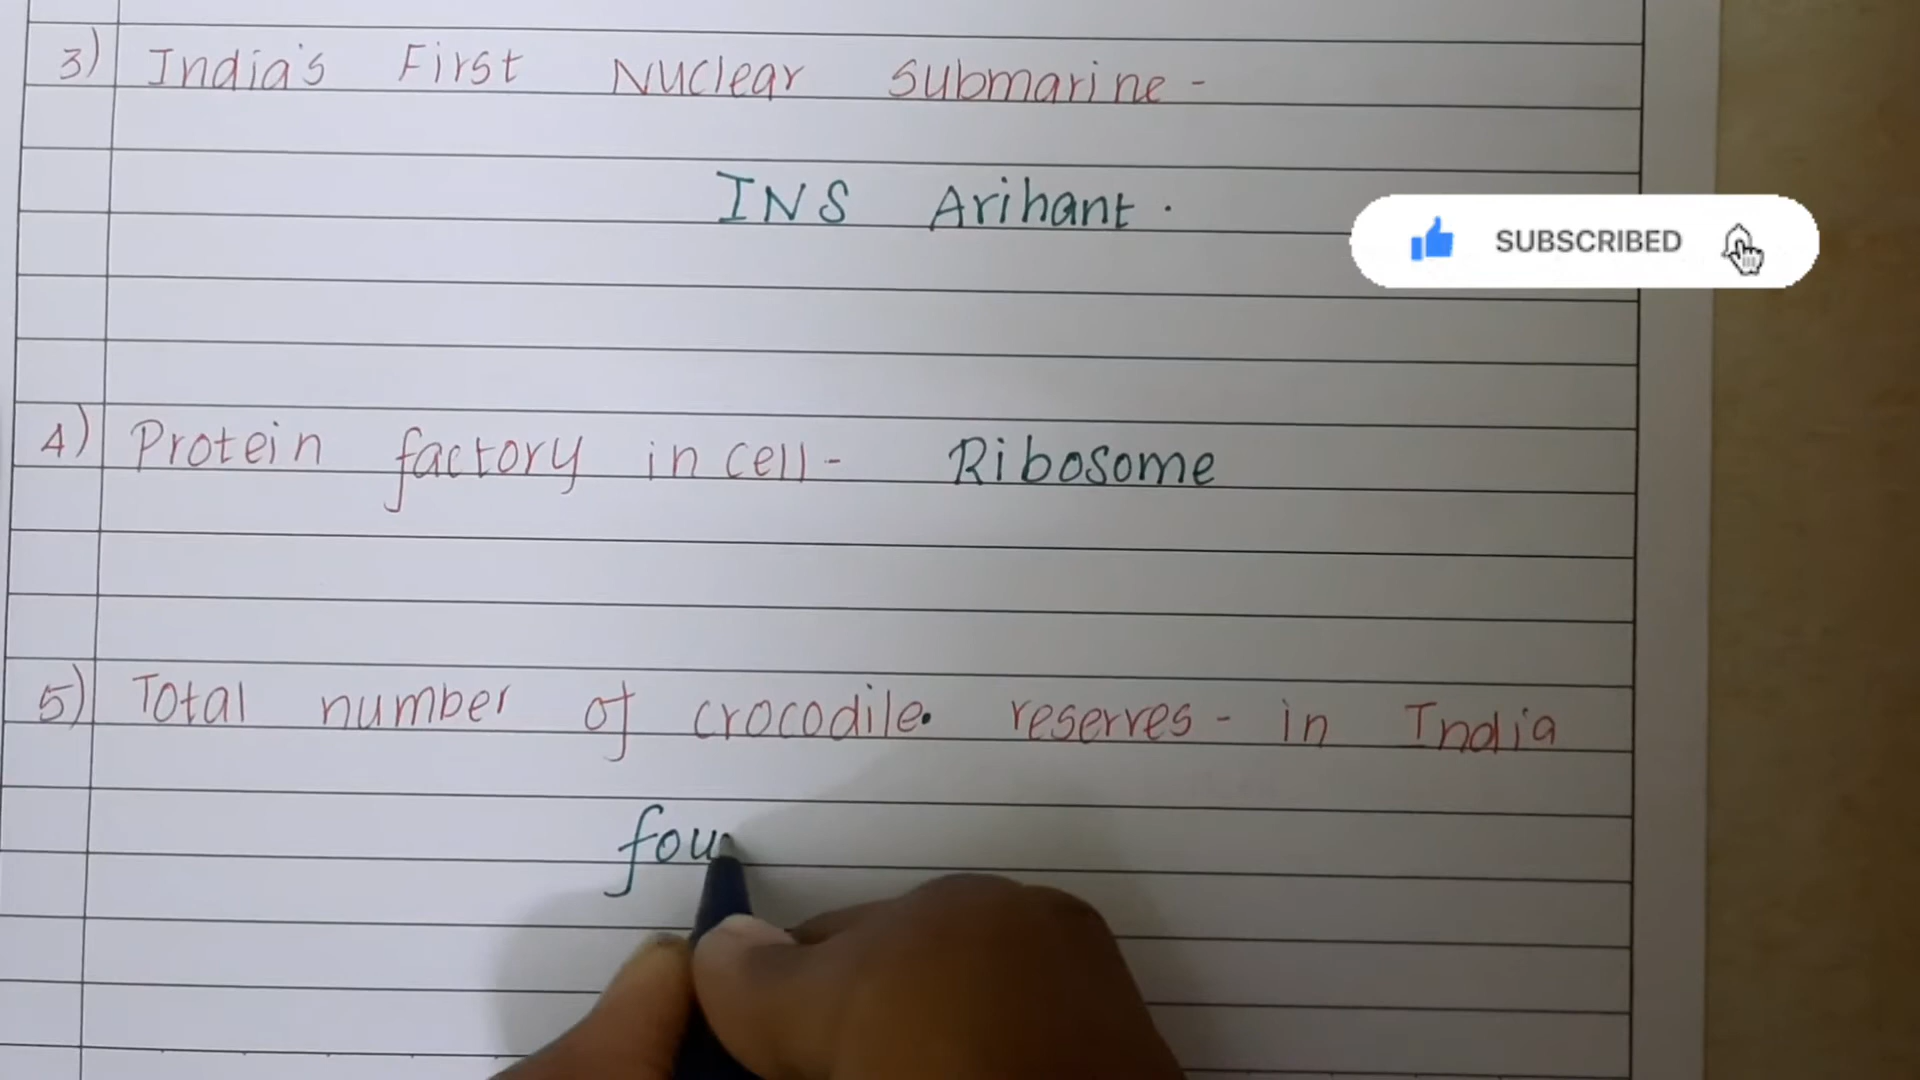 3) India's First Nuclear Submarine -
INS Arihant .
SUBSCRIBED
4) Protein factory in cell - Ribosome
5) Total number of crocodile. reserves - in India
fou